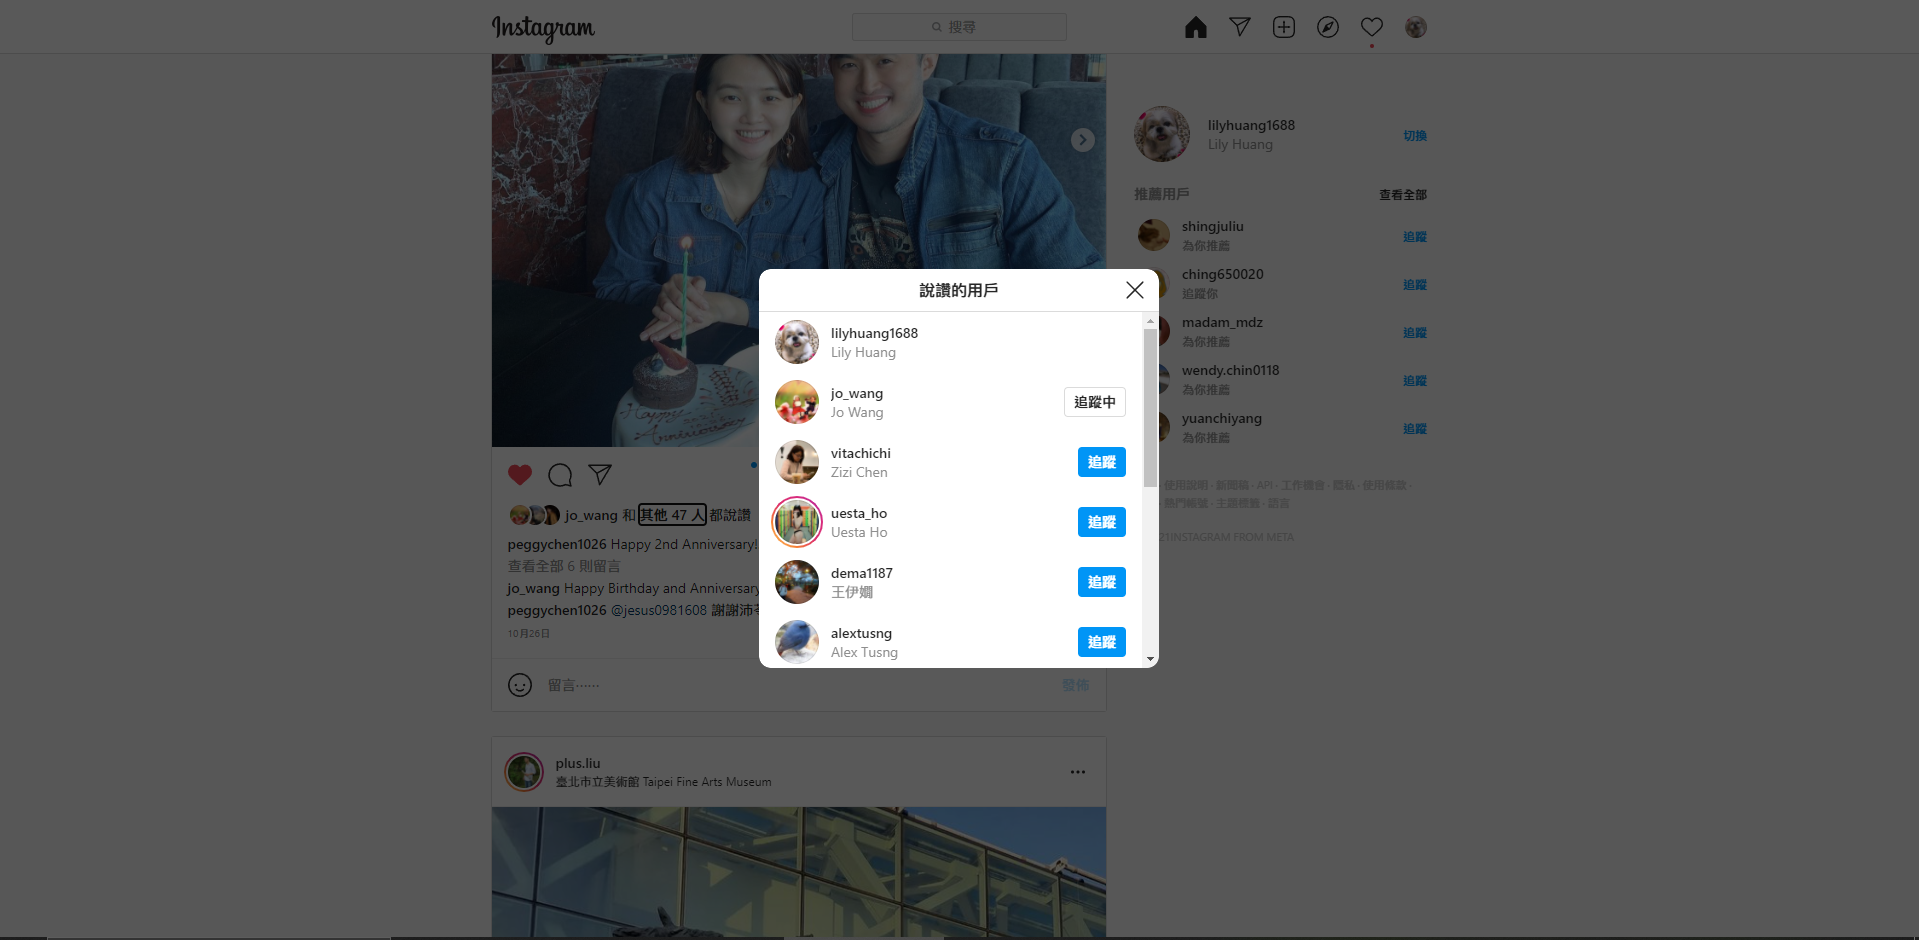 Instagram
搜尋
Happy
Anniversary
jo_wang 和 其他 47 人 都說讚
peggychen1026 Happy 2nd Anniversary!
查看全部 6 則留言
jo_wang Happy Birthday and Anniversary
peggychen1026 @jesus0981608 謝謝沛
10月26日
留言⋯⋯
發佈
plus.liu
臺北市立美術館 Taipei Fine Arts Museum
說讚的用戶
lilyhuang1688
Lily Huang
jo_wang
Jo Wang
追蹤中
vitachichi
Zizi Chen
追蹤
uesta_ho
Uesta Ho
追蹤
dema1187
王伊嫺
追蹤
alextusng
Alex Tusng
追蹤
lilyhuang1688
Lily Huang
切換
推薦用戶
查看全部
shingjuliu
為你推薦
追蹤
ching650020
追蹤你
追蹤
madam_mdz
為你推薦
追蹤
wendy.chin0118
為你推薦
追蹤
yuanchiyang
為你推薦
追蹤
使用說明 · 新聞稿 · API · 工作機會 · 隱私 · 使用條款 ·
熱門帳號 · 主題標籤 · 語言
21INSTAGRAM FROM META